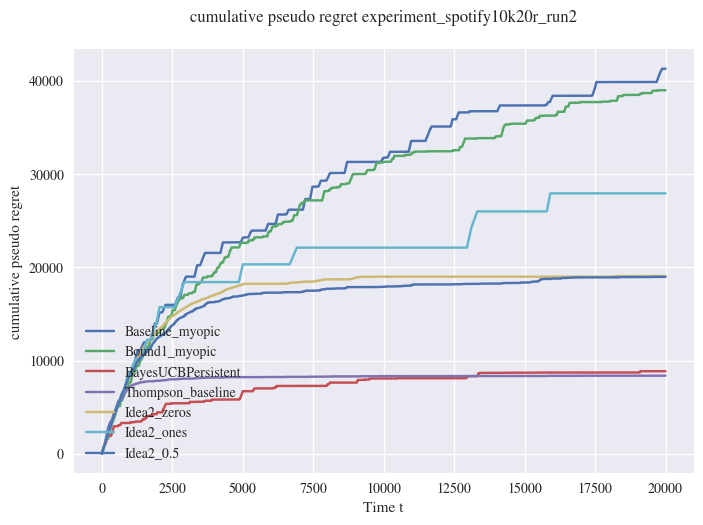 cumulative pseudo regret experiment_spotify10k20r_run2
cumulative pseudo regret
40000
30000
20000
10000
0
Baseline_myopic
Bound1_myopic
BayesUCBPersistent
Thompson_baseline
Idea2_zeros
Idea2_ones
Idea2_0.5
0 2500 5000 7500 10000 12500 15000 17500 20000
Time t